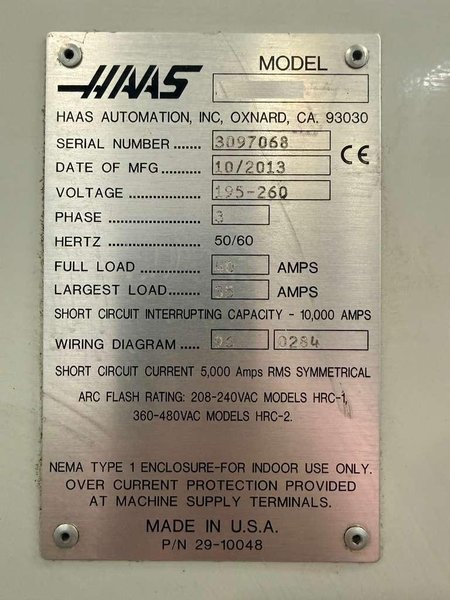 HAAS MODEL
HAAS AUTOMATION, INC, OXNARD, CA. 93030
SERIAL NUMBER ....... 3097068
DATE OF MFG ........... 10/2013 CE
VOLTAGE ................. 195-260
PHASE ...................... 3
HERTZ ...................... 50/60
FULL LOAD ............... AMPS
LARGEST LOAD........ AMPS
SHORT CIRCUIT INTERRUPTING CAPACITY - 10,000 AMPS
WIRING DIAGRAM ..... 0284
SHORT CIRCUIT CURRENT 5,000 Amps RMS SYMMETRICAL
ARC FLASH RATING: 208-240VAC MODELS HRC-1,
360-480VAC MODELS HRC-2.
NEMA TYPE 1 ENCLOSURE-FOR INDOOR USE ONLY.
OVER CURRENT PROTECTION PROVIDED
AT MACHINE SUPPLY TERMINALS.
MADE IN U.S.A.
P/N 29-10048